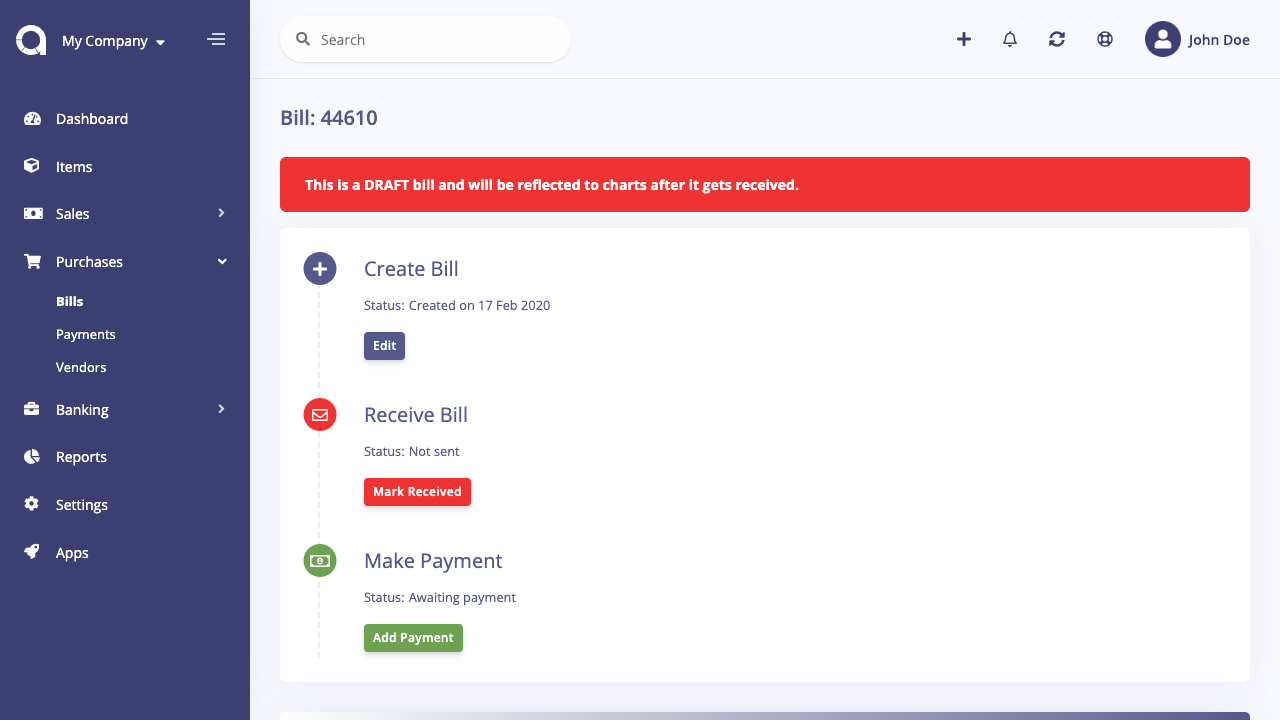 My Company
Search
John Doe
Dashboard
Items
Sales
Purchases
Bills
Payments
Vendors
Banking
Reports
Settings
Apps
Bill: 44610
This is a DRAFT bill and will be reflected to charts after it gets received.
Create Bill
Status: Created on 17 Feb 2020
Edit
Receive Bill
Status: Not sent
Mark Received
Make Payment
Status: Awaiting payment
Add Payment